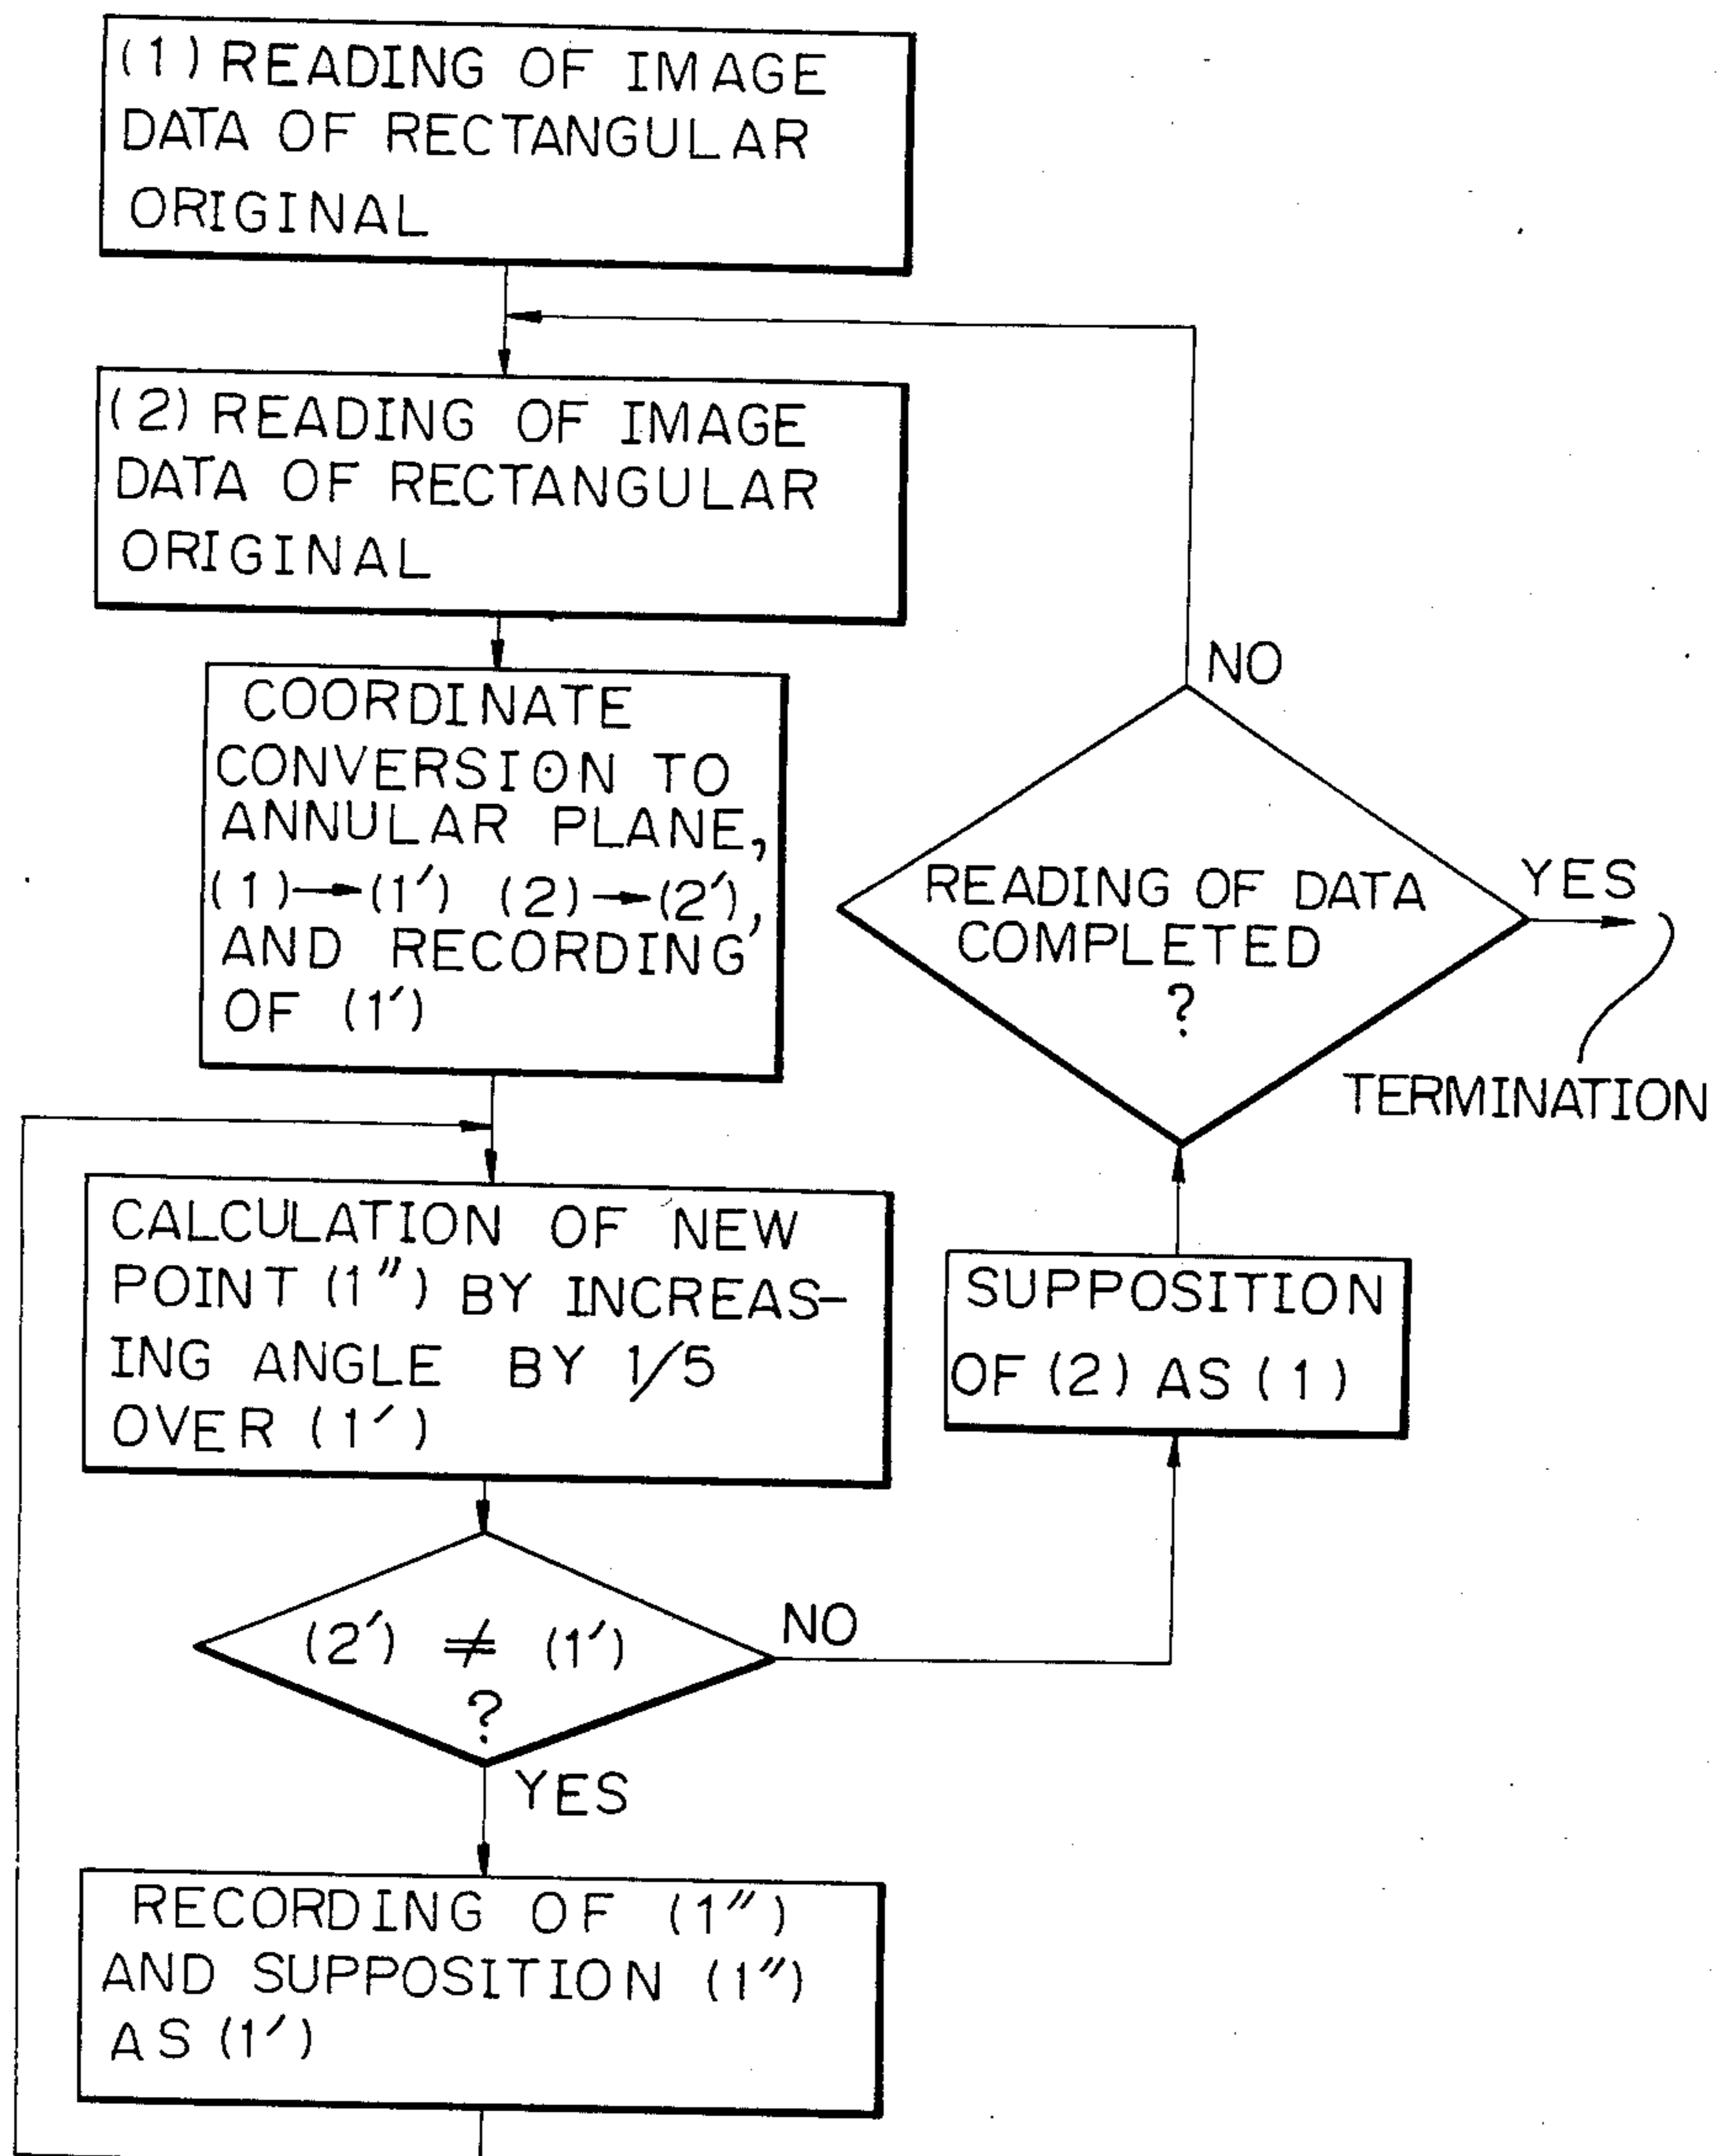 (1) READING OF IMAGE
DATA OF RECTANGULAR
ORIGINAL
(2) READING OF IMAGE
DATA OF RECTANGULAR
ORIGINAL
COORDINATE
CONVERSION TO
ANNULAR PLANE,
(1)→(1′) (2)→(2′),
AND RECORDING
OF (1′)
CALCULATION OF NEW
POINT (1″) BY INCREAS-
ING ANGLE BY 1/5
OVER (1′)
(2′) ≠ (1′)
?
NO
YES
RECORDING OF (1″)
AND SUPPOSITION (1″)
AS (1′)
SUPPOSITION
OF (2) AS (1)
READING OF DATA
COMPLETED
?
NO
YES
TERMINATION